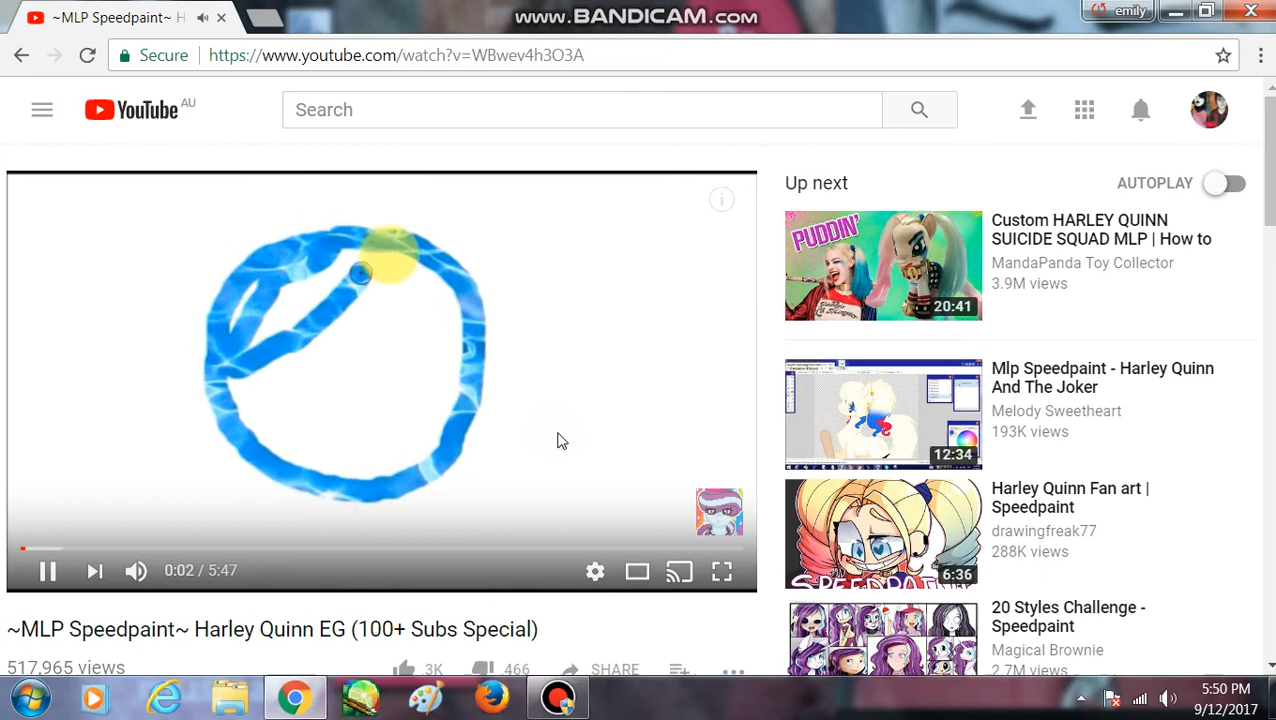 www.BANDICAM.com
~MLP Speedpaint~ H
emily
Secure https://www.youtube.com/watch?v=WBwev4h3O3A
YouTube AU
Search
Up next
AUTOPLAY
PUDDIN'
20:41
Custom HARLEY QUINN
SUICIDE SQUAD MLP | How to
MandaPanda Toy Collector
3.9M views
12:34
Mlp Speedpaint - Harley Quinn
And The Joker
Melody Sweetheart
193K views
SPEEDPAINT
6:36
Harley Quinn Fan art |
Speedpaint
drawingfreak77
288K views
20 Styles Challenge -
Speedpaint
Magical Brownie
2.7M views
0:02 / 5:47
~MLP Speedpaint~ Harley Quinn EG (100+ Subs Special)
517,965 views
3K
466
SHARE
5:50 PM
9/12/2017